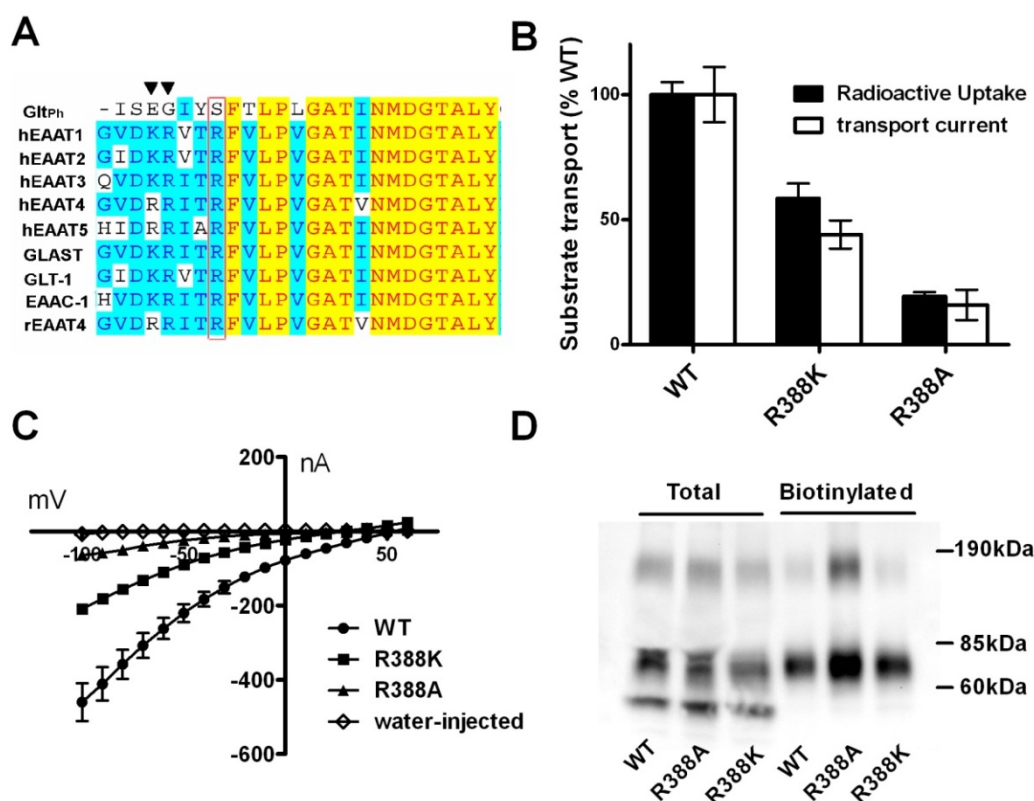 A
GltPh -ISEGIYSFTLPLGATINMDGTALY
hEAAT1 GVDKRVTRFVLPVGATINMDGTALY
hEAAT2 GIDKRVTRFVLPVGATINMDGTALY
hEAAT3 QVDKRITRFVLPVGATINMDGTALY
hEAAT4 GVDRRITRFVLPVGATVNMDGTALY
hEAAT5 HIDRRIARFVLPVGATINMDGTALY
GLAST GVDKRITRFVLPVGATINMDGTALY
GLT-1 GIDKRVTRFVLPVGATINMDGTALY
EAAC-1 HVDKRITRFVLPVGATINMDGTALY
rEAAT4 GVDRRITRFVLPVGATVNMDGTALY
B
Substrate transport (% WT)
100
50
0
Radioactive Uptake
transport current
WT
R388K
R388A
C
200
nA
mV
-100
-50
50
-200
-400
-600
WT
R388K
R388A
water-injected
D
Total
Biotinylated
190kDa
85kDa
60kDa
WT
R388A
R388K
WT
R388A
R388K